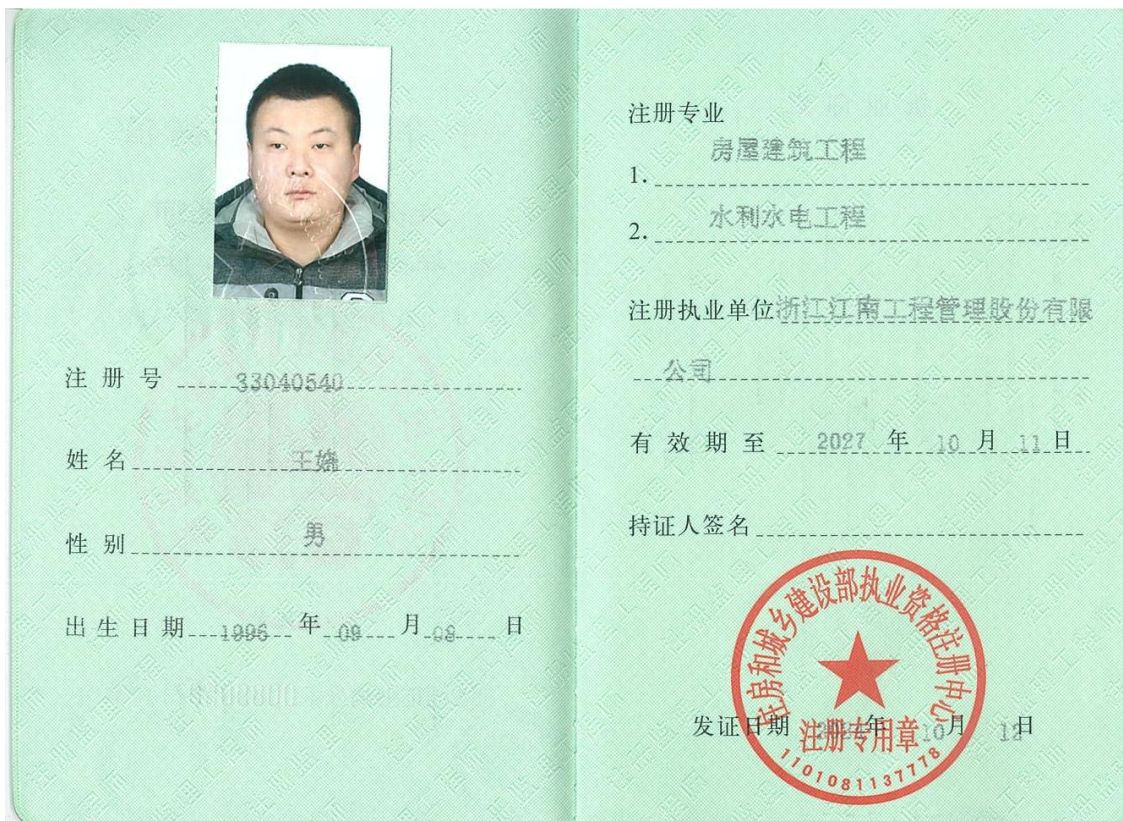 注 册 号 33040540
姓 名 王娆
性 别 男
出 生 日 期 1996 年 09 月 08 日
注册专业
1. 房屋建筑工程
2. 水利水电工程
注册执业单位 浙江江南工程管理股份有限
公司
有 效 期 至 2027 年 10 月 11 日
持证人签名
住房和城乡建设部执业资格注册中心
发证日期 年 10 月 12 日
注册专用章
1101081137778